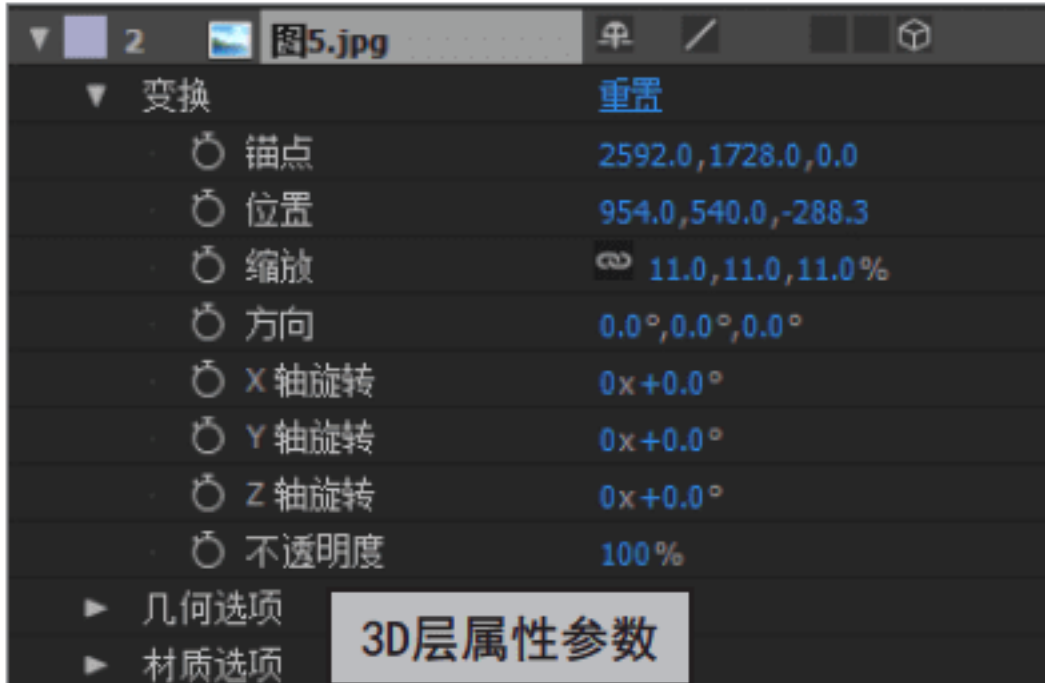 2 图5.jpg
变换 重置
锚点 2592.0,1728.0,0.0
位置 954.0,540.0,-288.3
缩放 11.0,11.0,11.0%
方向 0.0°,0.0°,0.0°
X 轴旋转 0x+0.0°
Y 轴旋转 0x+0.0°
Z 轴旋转 0x+0.0°
不透明度 100%
几何选项
3D层属性参数
材质选项